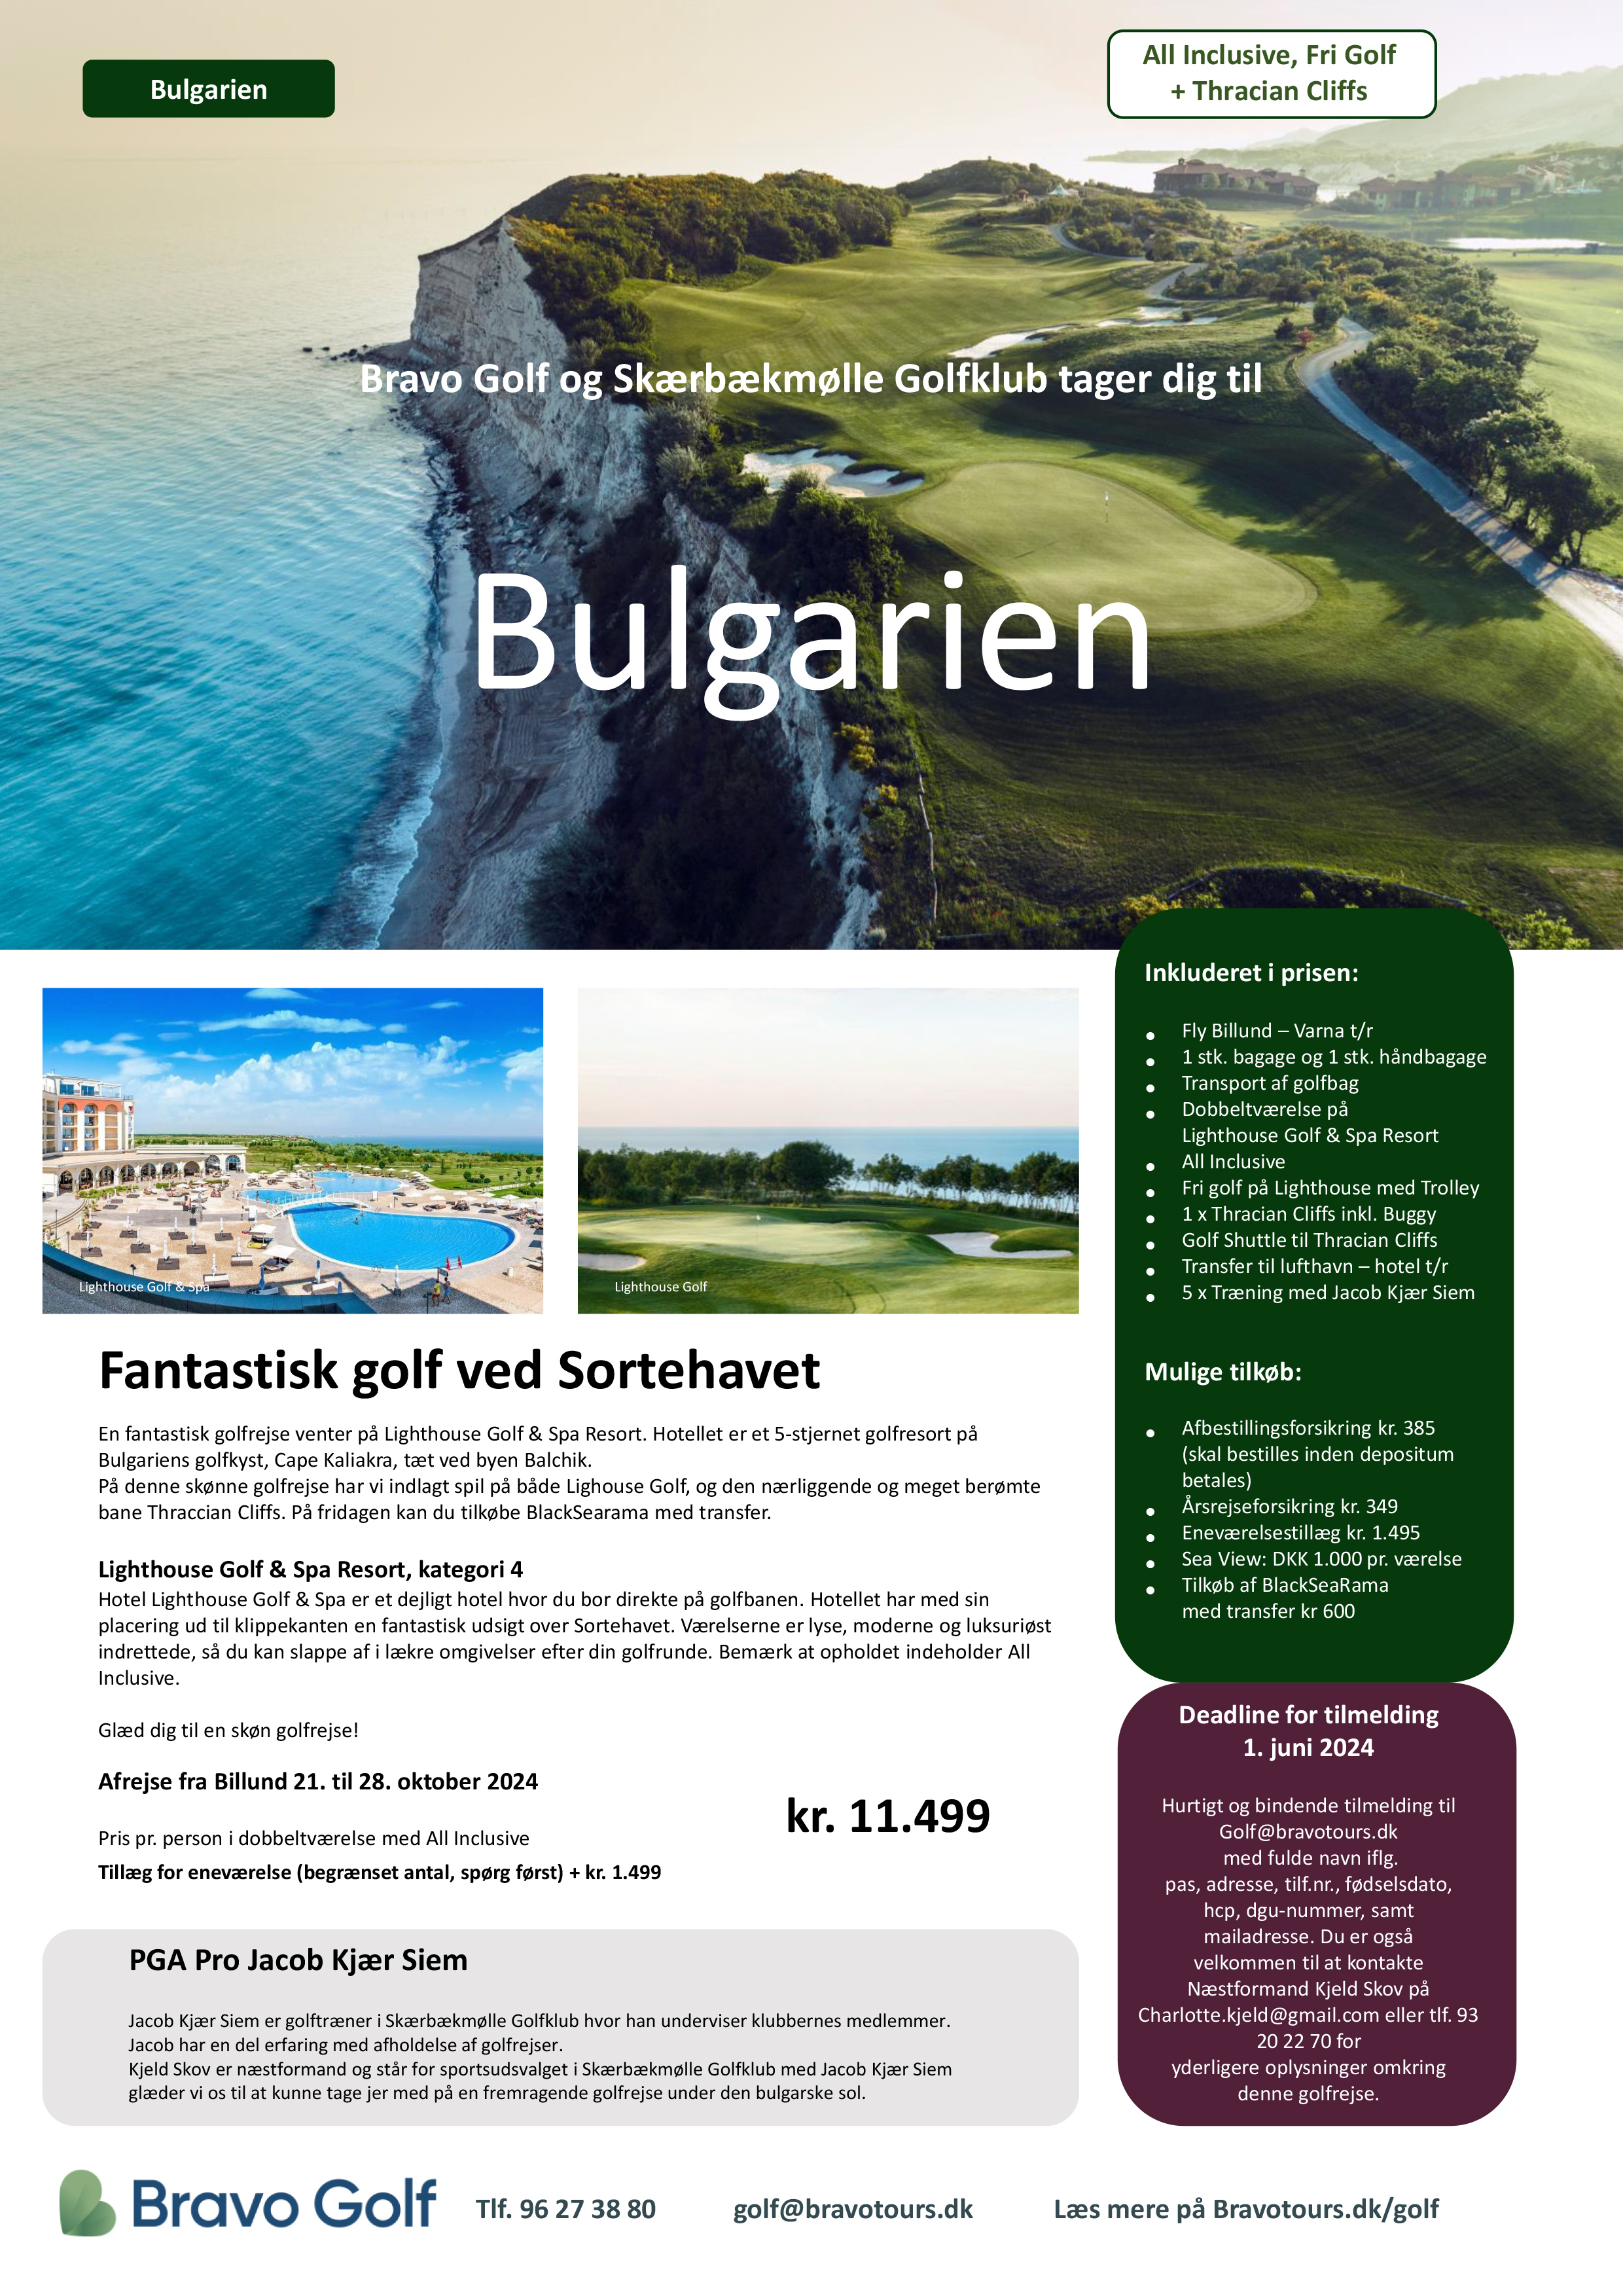 Bulgarien
All Inclusive, Fri Golf
+ Thracian Cliffs
Bravo Golf og Skærbækmølle Golfklub tager dig til
Bulgarien
Lighthouse Golf & Spa
Lighthouse Golf
Fantastisk golf ved Sortehavet
En fantastisk golfrejse venter på Lighthouse Golf & Spa Resort. Hotellet er et 5-stjernet golfresort på
Bulgariens golfkyst, Cape Kaliakra, tæt ved byen Balchik.
På denne skønne golfrejse har vi indlagt spil på både Lighouse Golf, og den nærliggende og meget berømte
bane Thraccian Cliffs. På fridagen kan du tilkøbe BlackSearama med transfer.
Lighthouse Golf & Spa Resort, kategori 4
Hotel Lighthouse Golf & Spa er et dejligt hotel hvor du bor direkte på golfbanen. Hotellet har med sin
placering ud til klippekanten en fantastisk udsigt over Sortehavet. Værelserne er lyse, moderne og luksuriøst
indrettede, så du kan slappe af i lækre omgivelser efter din golfrunde. Bemærk at opholdet indeholder All
Inclusive.
Glæd dig til en skøn golfrejse!
Afrejse fra Billund 21. til 28. oktober 2024
kr. 11.499
Pris pr. person i dobbeltværelse med All Inclusive
Tillæg for eneværelse (begrænset antal, spørg først) + kr. 1.499
PGA Pro Jacob Kjær Siem
Jacob Kjær Siem er golftræner i Skærbækmølle Golfklub hvor han underviser klubbernes medlemmer.
Jacob har en del erfaring med afholdelse af golfrejser.
Kjeld Skov er næstformand og står for sportsudsvalget i Skærbækmølle Golfklub med Jacob Kjær Siem
glæder vi os til at kunne tage jer med på en fremragende golfrejse under den bulgarske sol.
Inkluderet i prisen:
• Fly Billund – Varna t/r
• 1 stk. bagage og 1 stk. håndbagage
• Transport af golfbag
• Dobbeltværelse på
Lighthouse Golf & Spa Resort
• All Inclusive
• Fri golf på Lighthouse med Trolley
• 1 x Thracian Cliffs inkl. Buggy
• Golf Shuttle til Thracian Cliffs
• Transfer til lufthavn – hotel t/r
• 5 x Træning med Jacob Kjær Siem
Mulige tilkøb:
• Afbestillingsforsikring kr. 385
(skal bestilles inden depositum
betales)
• Årsrejseforsikring kr. 349
• Eneværelsestillæg kr. 1.495
• Sea View: DKK 1.000 pr. værelse
• Tilkøb af BlackSeaRama
med transfer kr 600
Deadline for tilmelding
1. juni 2024
Hurtigt og bindende tilmelding til
Golf@bravotours.dk
med fulde navn iflg.
pas, adresse, tilf.nr., fødselsdato,
hcp, dgu-nummer, samt
mailadresse. Du er også
velkommen til at kontakte
Næstformand Kjeld Skov på
Charlotte.kjeld@gmail.com eller tlf. 93
20 22 70 for
yderligere oplysninger omkring
denne golfrejse.
Bravo Golf
Tlf. 96 27 38 80
golf@bravotours.dk
Læs mere på Bravotours.dk/golf